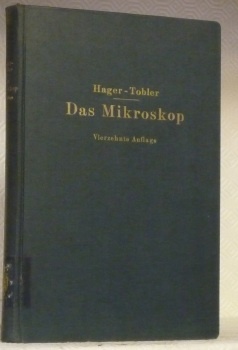 Hager-Tobler
Das Mikroskop
Vierzehnte Auflage